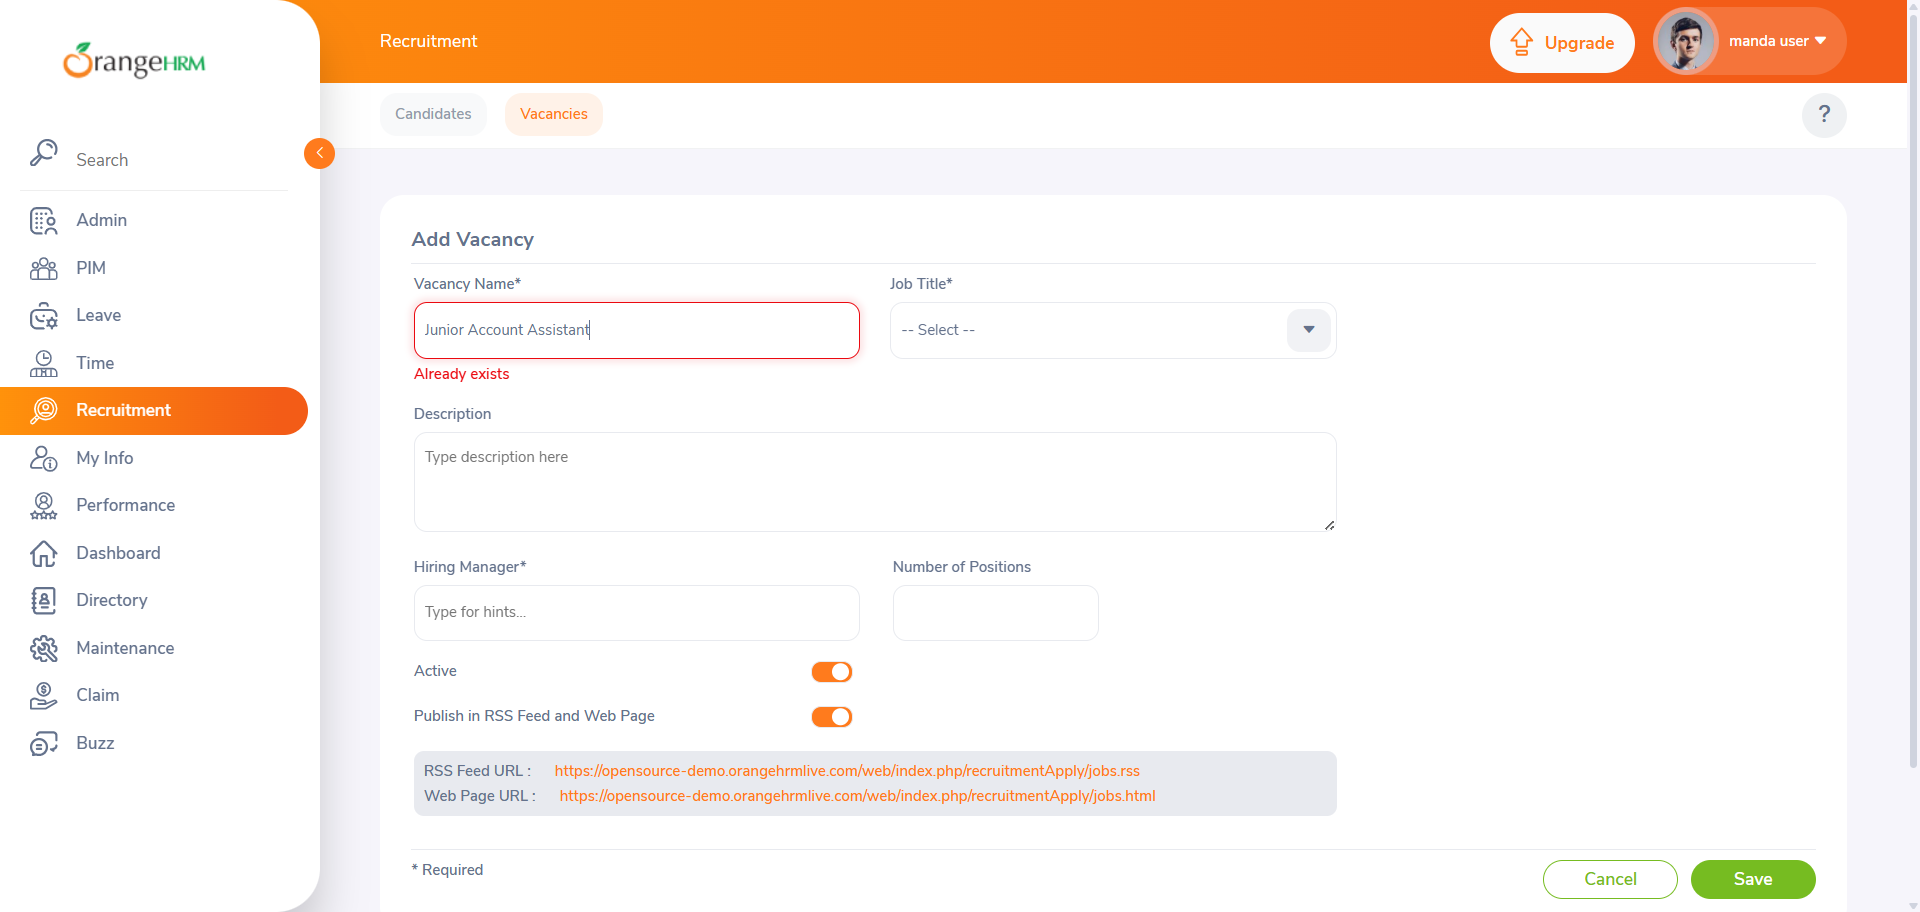 OrangeHRM
Recruitment
Upgrade
manda user
Candidates
Vacancies
?
Search
Admin
PIM
Leave
Time
Recruitment
My Info
Performance
Dashboard
Directory
Maintenance
Claim
Buzz
Add Vacancy
Vacancy Name*
Job Title*
Junior Account Assistant
-- Select --
Already exists
Description
Type description here
Hiring Manager*
Number of Positions
Type for hints...
Active
Publish in RSS Feed and Web Page
RSS Feed URL : https://opensource-demo.orangehrmlive.com/web/index.php/recruitmentApply/jobs.rss
Web Page URL : https://opensource-demo.orangehrmlive.com/web/index.php/recruitmentApply/jobs.html
* Required
Cancel
Save